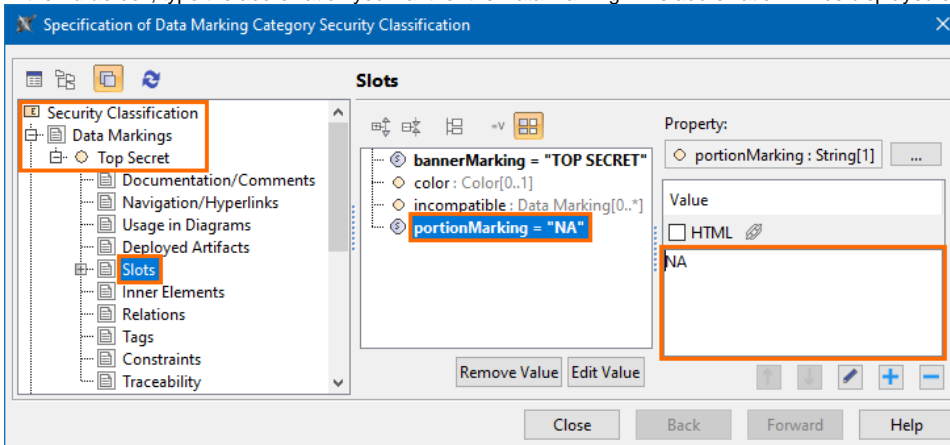 Specification of Data Marking Category Security Classification
Slots
Security Classification
Data Markings
Top Secret
Documentation/Comments
Navigation/Hyperlinks
Usage in Diagrams
Deployed Artifacts
Slots
Inner Elements
Relations
Tags
Constraints
Traceability
bannerMarking = "TOP SECRET"
color : Color[0..1]
incompatible : Data Marking[0..*]
portionMarking = "NA"
Remove Value Edit Value
Property:
portionMarking : String[1] ...
Value
HTML
NA
Close Back Forward Help